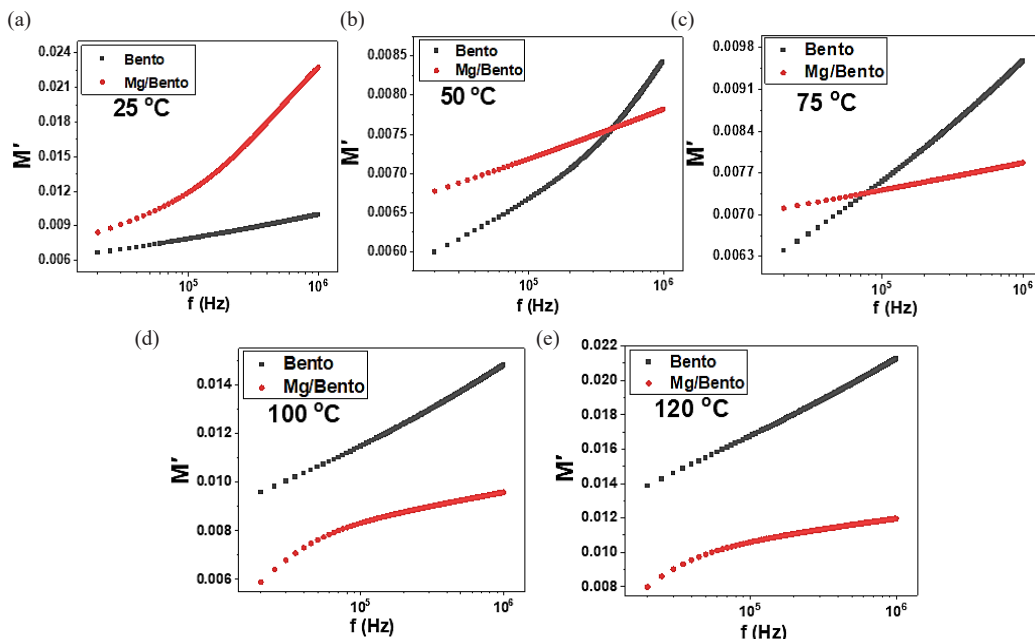 (a)
0.024
0.021
0.018
0.015
0.012
0.009
0.006
M′
Bento
Mg/Bento
25 °C
10⁵
10⁶
f (Hz)
(b)
0.0085
0.0080
0.0075
0.0070
0.0065
0.0060
M′
Bento
Mg/Bento
50 °C
10⁵
10⁶
f (Hz)
(c)
0.0098
0.0091
0.0084
0.0077
0.0070
0.0063
M′
Bento
Mg/Bento
75 °C
10⁵
10⁶
f (Hz)
(d)
0.014
0.012
0.010
0.008
0.006
M′
Bento
Mg/Bento
100 °C
10⁵
10⁶
f (Hz)
(e)
0.022
0.020
0.018
0.016
0.014
0.012
0.010
0.008
M′
Bento
Mg/Bento
120 °C
10⁵
10⁶
f (Hz)